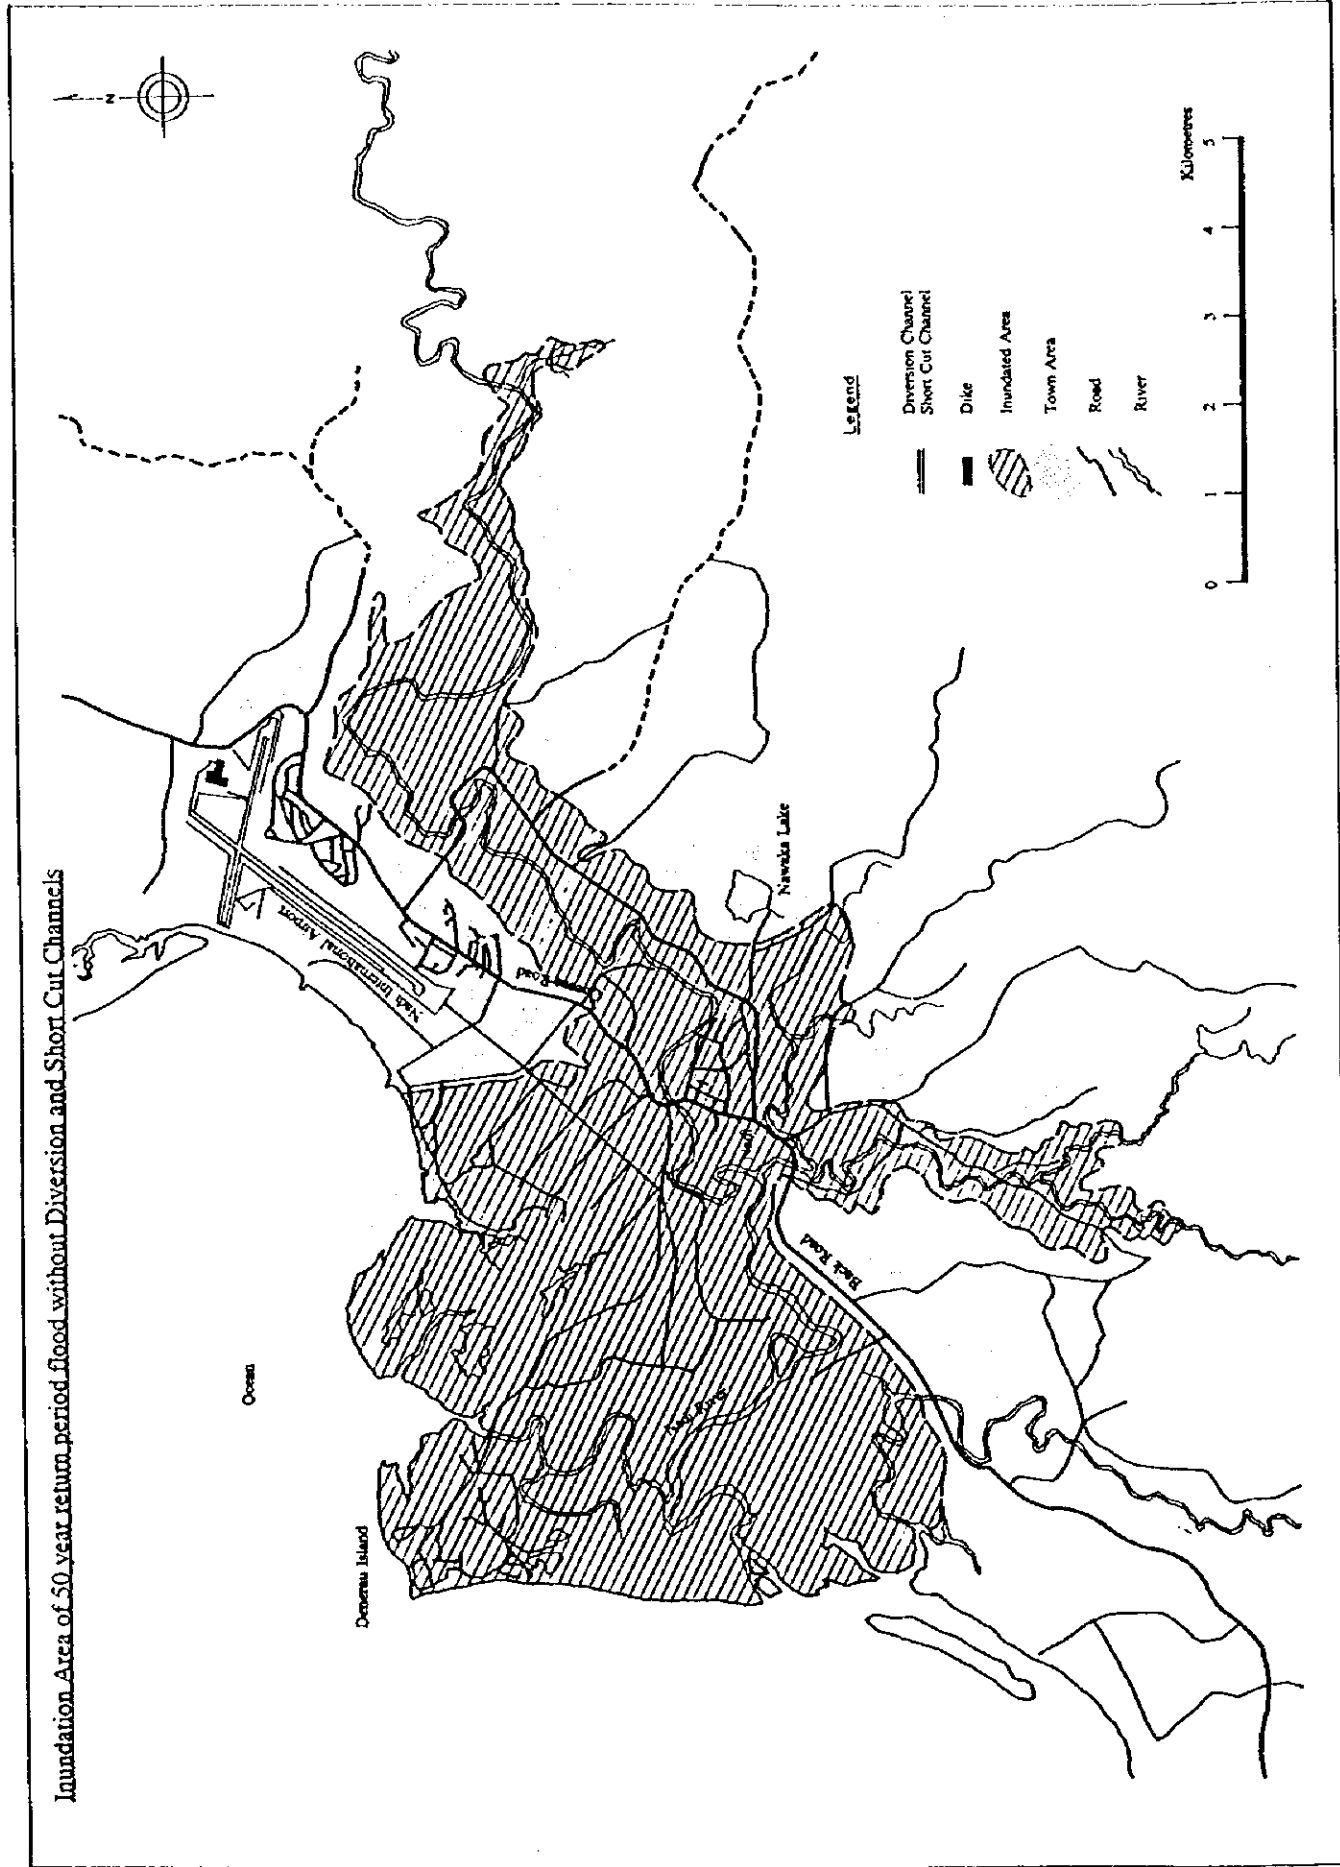 Inundation Area of 50 year return period flood without Diversion and Short Cut Channels
N
Ocean
Nadi International Airport
Denerau Island
Nawaka Lake
Back Road
Legend
Diversion Channel
Short Cut Channel
Dike
Inundated Area
Town Area
Road
River
Kilometres
0 1 2 3 4 5